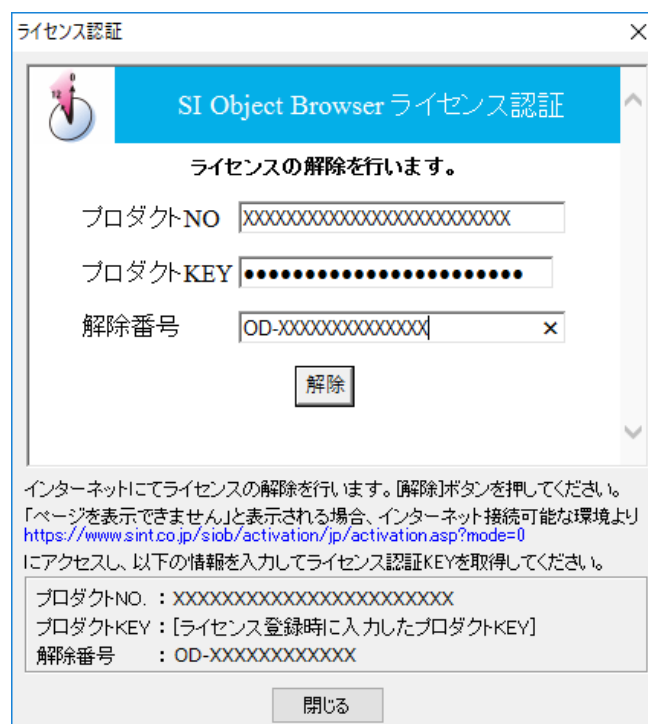 ライセンス認証
SI Object Browser ライセンス認証
ライセンスの解除を行います。
プロダクトNO XXXXXXXXXXXXXXXXXXXXXXXXX
プロダクトKEY ●●●●●●●●●●●●●●●●●●●●●●●
解除番号 OD-XXXXXXXXXXXXXX
解除
インターネットにてライセンスの解除を行います。[解除]ボタンを押してください。
「ページを表示できません」と表示される場合、インターネット接続可能な環境より
https://www.sint.co.jp/siob/activation/jp/activation.asp?mode=0
にアクセスし、以下の情報を入力してライセンス認証KEYを取得してください。
プロダクトNO. : XXXXXXXXXXXXXXXXXXXXXXX
プロダクトKEY : [ライセンス登録時に入力したプロダクトKEY]
解除番号 : OD-XXXXXXXXXXXX
閉じる